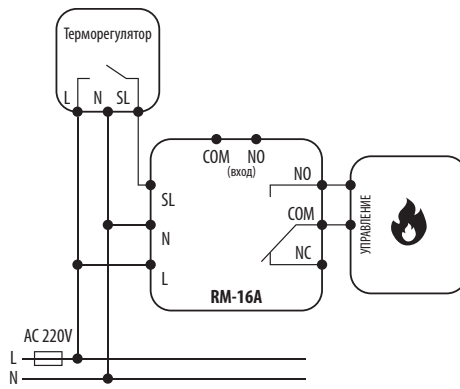 Терморегулятор
L N SL
COM NO
(вход)
NO
SL
COM
N
NC
L
УПРАВЛЕНИЕ
RM-16A
AC 220V
L
N